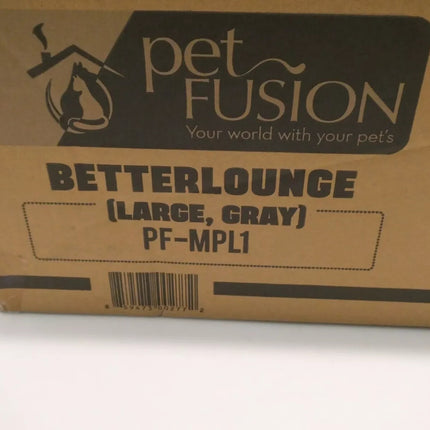 pet
FUSION
Your world with your pet's
BETTERLOUNGE
(LARGE, GRAY)
PF-MPL1